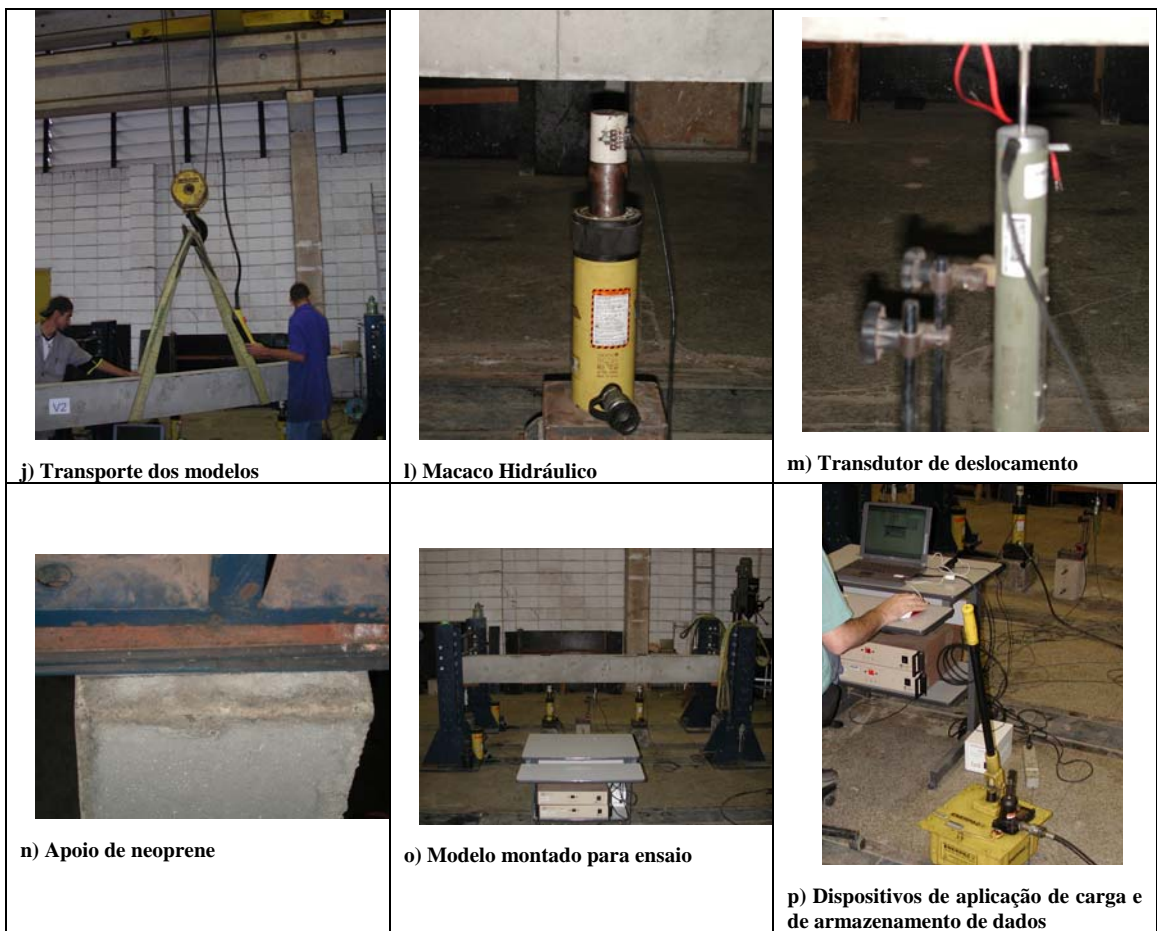 V2
j) Transporte dos modelos
l) Macaco Hidráulico
m) Transdutor de deslocamento
n) Apoio de neoprene
o) Modelo montado para ensaio
ENERPAC
p) Dispositivos de aplicação de carga e
de armazenamento de dados